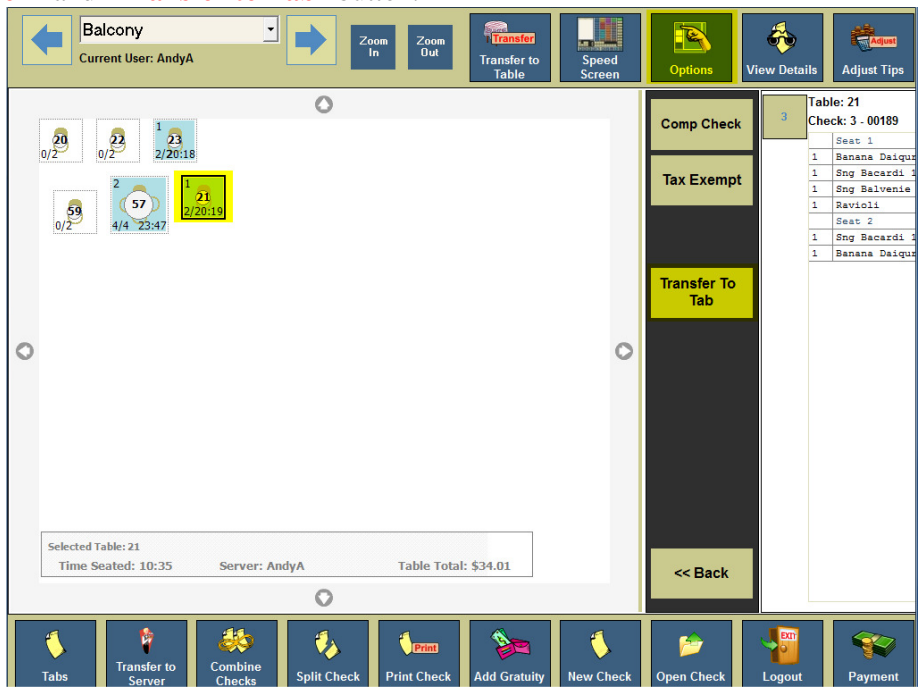 Balcony
Current User: AndyA
Zoom
In
Zoom
Out
Transfer
Transfer to
Table
Speed
Screen
Options
View Details
Adjust
Adjust Tips
20
0/2
22
0/2
1
23
2/20:18
59
0/2
2
57
4/4 23:47
1
21
2/20:19
Selected Table: 21
Time Seated: 10:35 Server: AndyA Table Total: $34.01
Comp Check
Tax Exempt
Transfer To
Tab
<< Back
3
Table: 21
Check: 3 - 00189
Seat 1
1 Banana Daiqur
1 Sng Bacardi 1
1 Sng Balvenie
1 Ravioli
Seat 2
1 Sng Bacardi 1
1 Banana Daiqur
Tabs
Transfer to
Server
Combine
Checks
Split Check
Print
Print Check
Add Gratuity
New Check
Open Check
EXIT
Logout
Payment